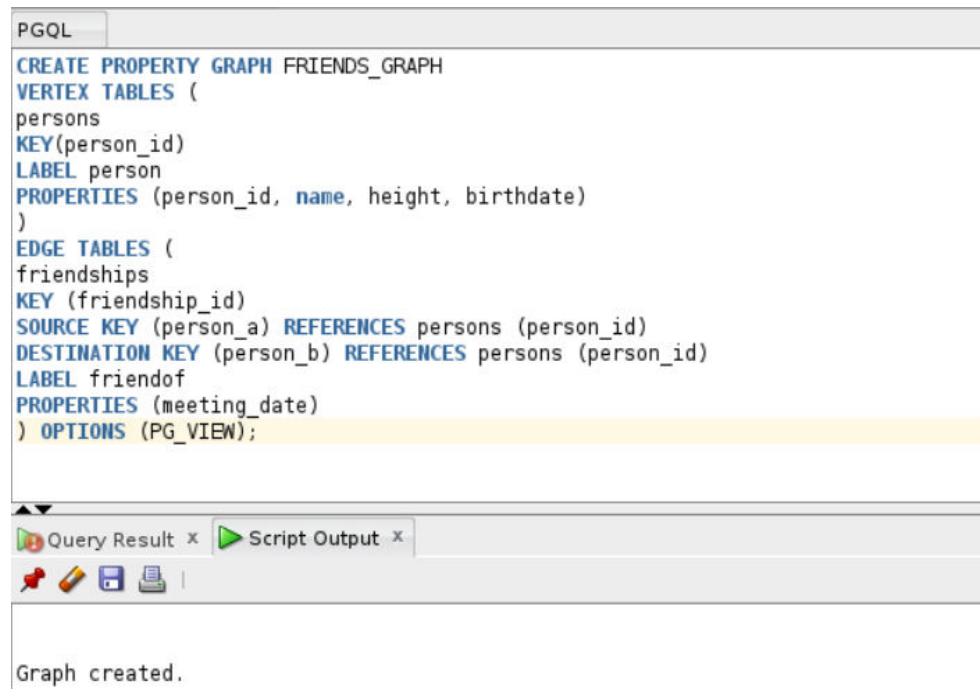 PGQL
CREATE PROPERTY GRAPH FRIENDS_GRAPH
VERTEX TABLES (
persons
KEY(person_id)
LABEL person
PROPERTIES (person_id, name, height, birthdate)
)
EDGE TABLES (
friendships
KEY (friendship_id)
SOURCE KEY (person_a) REFERENCES persons (person_id)
DESTINATION KEY (person_b) REFERENCES persons (person_id)
LABEL friendof
PROPERTIES (meeting_date)
) OPTIONS (PG_VIEW);
Query Result x Script Output x
Graph created.